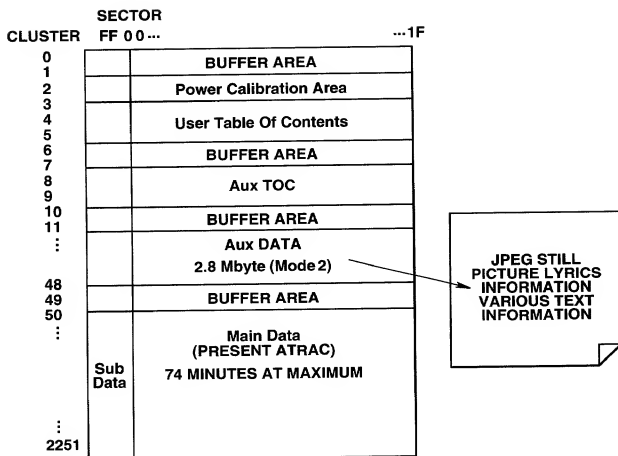 SECTOR
CLUSTER FF 0 0 ··· ···1F
0
1
BUFFER AREA
2
Power Calibration Area
3
4
User Table Of Contents
5
6
BUFFER AREA
7
8
Aux TOC
9
10
BUFFER AREA
11
⋮
Aux DATA
2.8 Mbyte (Mode 2)
48
49
BUFFER AREA
50
⋮
Main Data
(PRESENT ATRAC)
74 MINUTES AT MAXIMUM
Sub
Data
⋮
2251
JPEG STILL
PICTURE LYRICS
INFORMATION
VARIOUS TEXT
INFORMATION